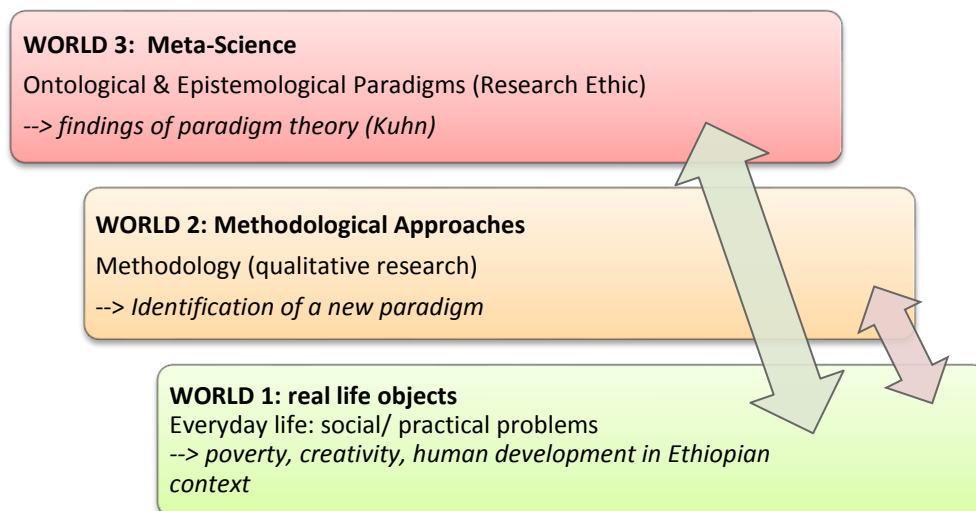 WORLD 3:  Meta-Science
Ontological & Epistemological Paradigms (Research Ethic)
--> findings of paradigm theory (Kuhn)
WORLD 2: Methodological Approaches
Methodology (qualitative research)
--> Identification of a new paradigm
WORLD 1: real life objects
Everyday life: social/ practical problems
--> poverty, creativity, human development in Ethiopian
context